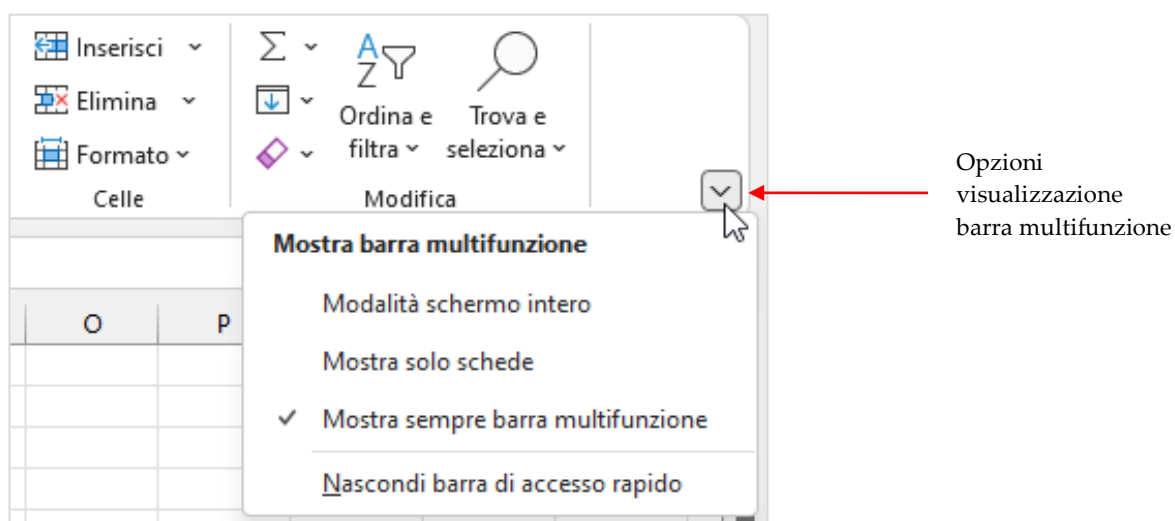 Inserisci
Elimina
Formato
Celle
Ordina e
filtra
Trova e
seleziona
Modifica
Opzioni
visualizzazione
barra multifunzione
Mostra barra multifunzione
Modalità schermo intero
Mostra solo schede
Mostra sempre barra multifunzione
Nascondi barra di accesso rapido
O P